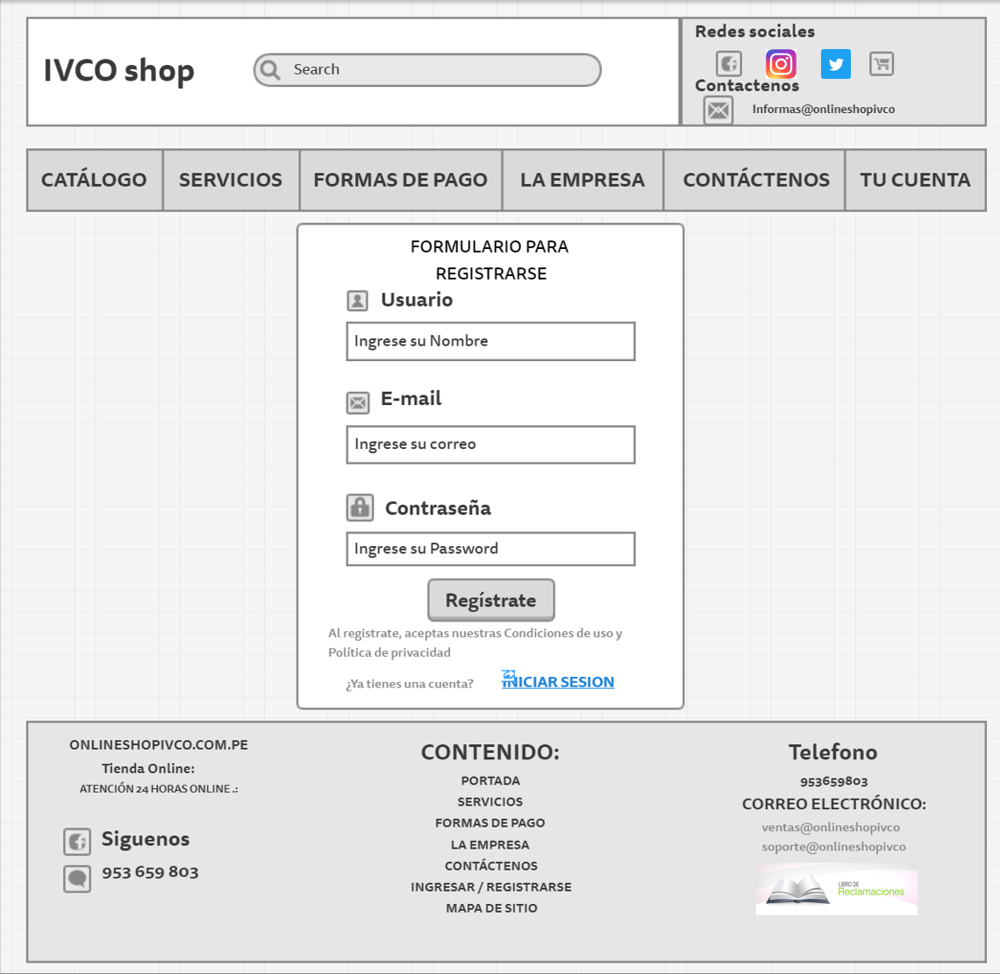 IVCO shop
Search
Redes sociales
Contactenos
Informas@onlineshopivco
CATÁLOGO
SERVICIOS
FORMAS DE PAGO
LA EMPRESA
CONTÁCTENOS
TU CUENTA
FORMULARIO PARA
REGISTRARSE
Usuario
Ingrese su Nombre
E-mail
Ingrese su correo
Contraseña
Ingrese su Password
Regístrate
Al registrate, aceptas nuestras Condiciones de uso y
Política de privacidad
¿Ya tienes una cuenta?
INICIAR SESION
ONLINESHOPIVCO.COM.PE
Tienda Online:
ATENCIÓN 24 HORAS ONLINE .:
Siguenos
953 659 803
CONTENIDO:
PORTADA
SERVICIOS
FORMAS DE PAGO
LA EMPRESA
CONTÁCTENOS
INGRESAR / REGISTRARSE
MAPA DE SITIO
Telefono
953659803
CORREO ELECTRÓNICO:
ventas@onlineshopivco
soporte@onlineshopivco
LIBRO DE
Reclamaciones